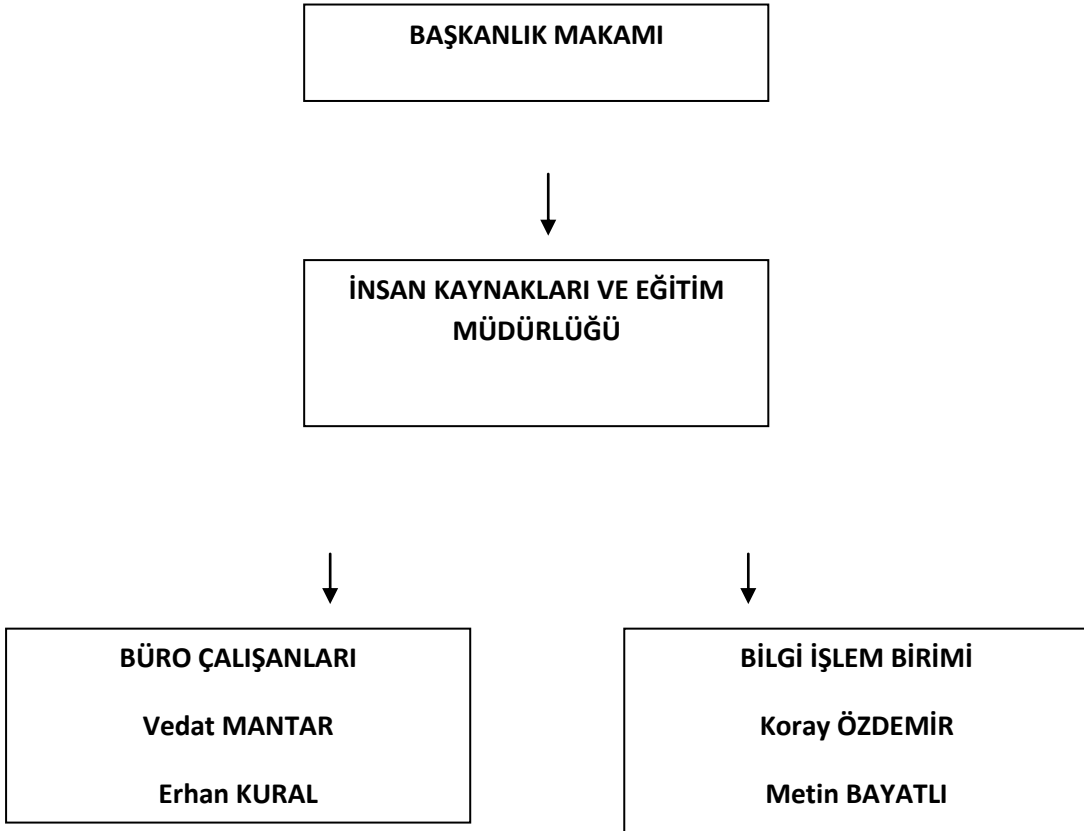 BAŞKANLIK MAKAMI
İNSAN KAYNAKLARI VE EĞİTİM
MÜDÜRLÜĞÜ
BÜRO ÇALIŞANLARI
Vedat MANTAR
Erhan KURAL
BİLGİ İŞLEM BİRİMİ
Koray ÖZDEMİR
Metin BAYATLI